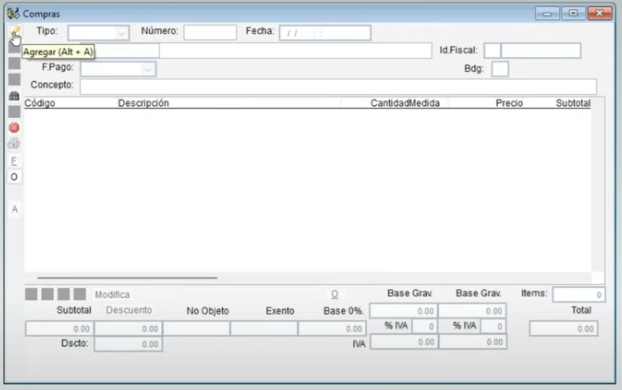 Compras
Tipo: Número: Fecha: / / : :
Agregar (Alt + A) Id.Fiscal:
F.Pago: Bdg:
Concepto:
Código Descripción CantidadMedida Precio Subtotal
E
O
A
Modifica O Base Grav. Base Grav. Items: 0
Subtotal Descuento No Objeto Exento Base 0%. 0.00 0.00 Total
0.00 0.00 0.00 % IVA 0 % IVA 0 0.00
Dscto: 0.00 IVA 0.00 0.00